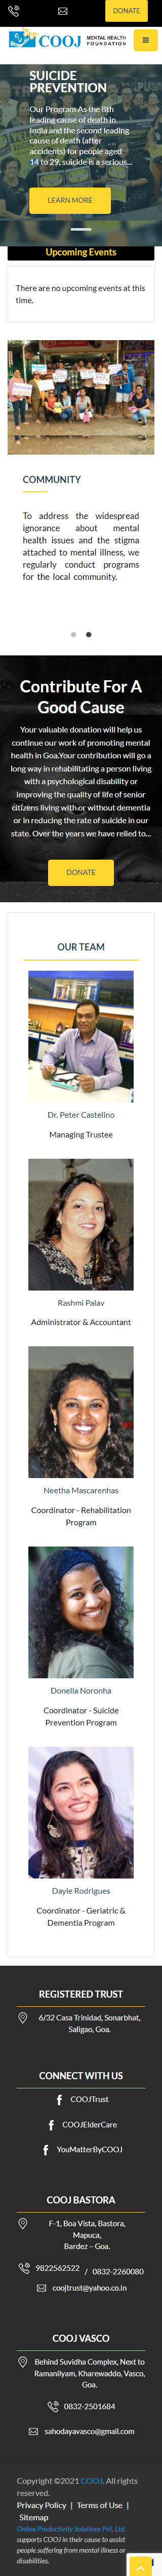 DONATE
COOJ MENTAL HEALTH
FOUNDATION
SUICIDE
PREVENTION
Our Program As the 8th
leading cause of death in
India and the second leading
cause of death (after
accidents) for people aged
14 to 29, suicide is a serious...
LEARN MORE
Upcoming Events
There are no upcoming events at this
time.
COMMUNITY
To address the widespread
ignorance about mental
health issues and the stigma
attached to mental illness, we
regularly conduct programs
for the local community.
Contribute For A
Good Cause
Your valuable donation will help us
continue our work of promoting mental
health in Goa.Your contribution will go a
long way in rehabilitating a person living
with a psychological disability or
improving the quality of life of senior
citizens living with or without dementia
or in reducing the rate of suicide in our
state. Over the years we have relied to...
DONATE
OUR TEAM
Dr. Peter Castelino
Managing Trustee
Rashmi Palav
Administrator & Accountant
Neetha Mascarenhas
Coordinator - Rehabilitation
Program
Donella Noronha
Coordinator - Suicide
Prevention Program
Dayle Rodrigues
Coordinator - Geriatric &
Dementia Program
REGISTERED TRUST
6/32 Casa Trinidad, Sonarbhat,
Saligao, Goa.
CONNECT WITH US
COOJTrust
COOJElderCare
YouMatterByCOOJ
COOJ BASTORA
F-1, Boa Vista, Bastora,
Mapuca,
Bardez – Goa.
9822562522 / 0832-2260080
coojtrust@yahoo.co.in
COOJ VASCO
Behind Suvidha Complex, Next to
Ramanilyam, Kharewaddo, Vasco,
Goa.
0832-2501684
sahodayavasco@gmail.com
Copyright ©2021 COOJ. All rights
reserved.
Privacy Policy | Terms of Use |
Sitemap
Online Productivity Solutions Pvt. Ltd.
supports COOJ in their cause to assist
people suffering from mental illness or
disabilities.